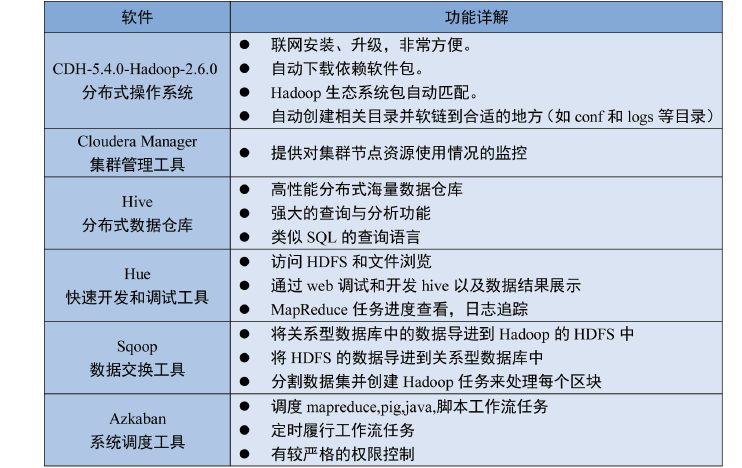 软件
功能详解
CDH-5.4.0-Hadoop-2.6.0
分布式操作系统
● 联网安装、升级，非常方便。
● 自动下载依赖软件包。
● Hadoop 生态系统包自动匹配。
● 自动创建相关目录并软链到合适的地方（如 conf 和 logs 等目录）
Cloudera Manager
集群管理工具
● 提供对集群节点资源使用情况的监控
Hive
分布式数据仓库
● 高性能分布式海量数据仓库
● 强大的查询与分析功能
● 类似 SQL 的查询语言
Hue
快速开发和调试工具
● 访问 HDFS 和文件浏览
● 通过 web 调试和开发 hive 以及数据结果展示
● MapReduce 任务进度查看，日志追踪
Sqoop
数据交换工具
● 将关系型数据库中的数据导进到 Hadoop 的 HDFS 中
● 将 HDFS 的数据导进到关系型数据库中
● 分割数据集并创建 Hadoop 任务来处理每个区块
Azkaban
系统调度工具
● 调度 mapreduce,pig,java,脚本工作流任务
● 定时履行工作流任务
● 有较严格的权限控制